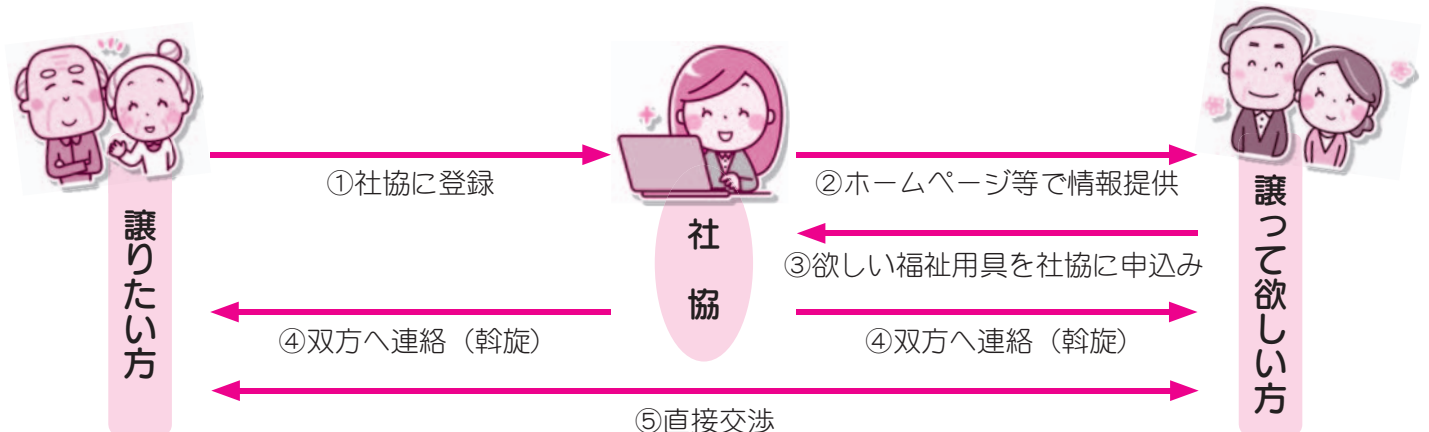 ①社協に登録
②ホームページ等で情報提供
譲りたい方
社協
譲って欲しい方
③欲しい福祉用具を社協に申込み
④双方へ連絡（斡旋）
④双方へ連絡（斡旋）
⑤直接交渉